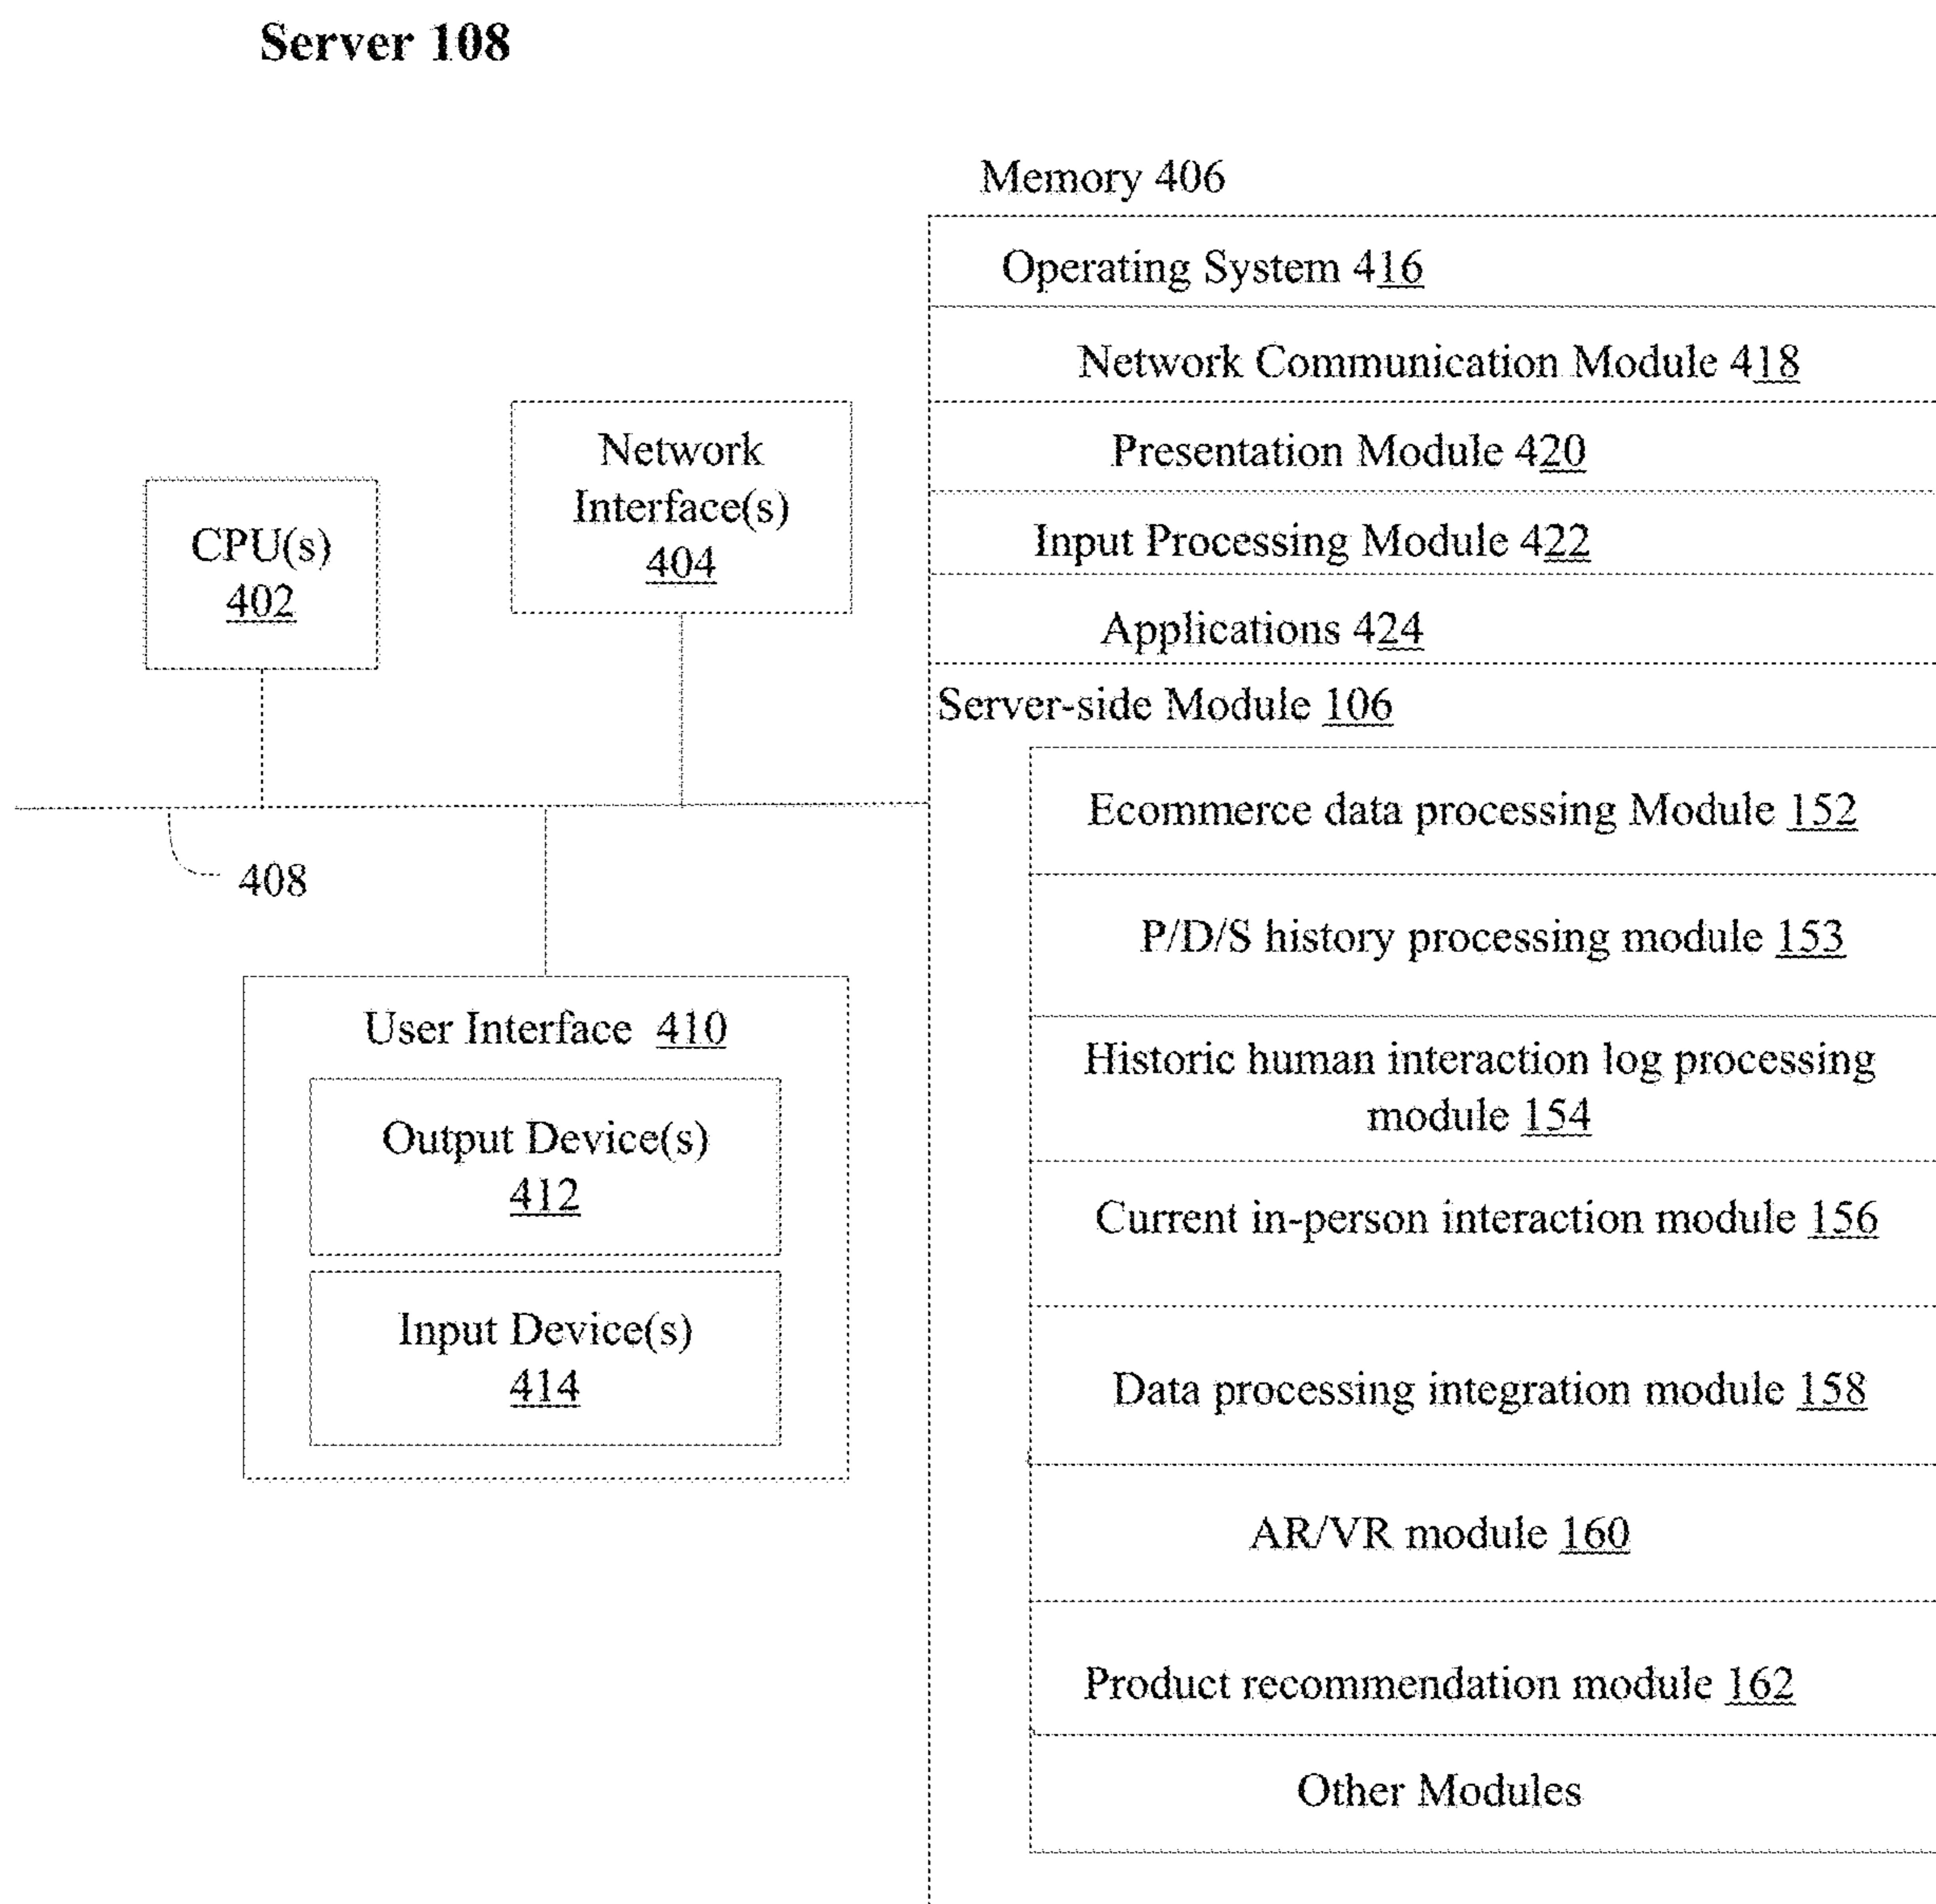 Server 108
Memory 406
Operating System 416
Network Communication Module 418
Presentation Module 420
Input Processing Module 422
Applications 424
Server-side Module 106
Ecommerce data processing Module 152
P/D/S history processing module 153
Historic human interaction log processing
module 154
Current in-person interaction module 156
Data processing integration module 158
AR/VR module 160
Product recommendation module 162
Other Modules
CPU(s)
402
Network
Interface(s)
404
408
User Interface 410
Output Device(s)
412
Input Device(s)
414